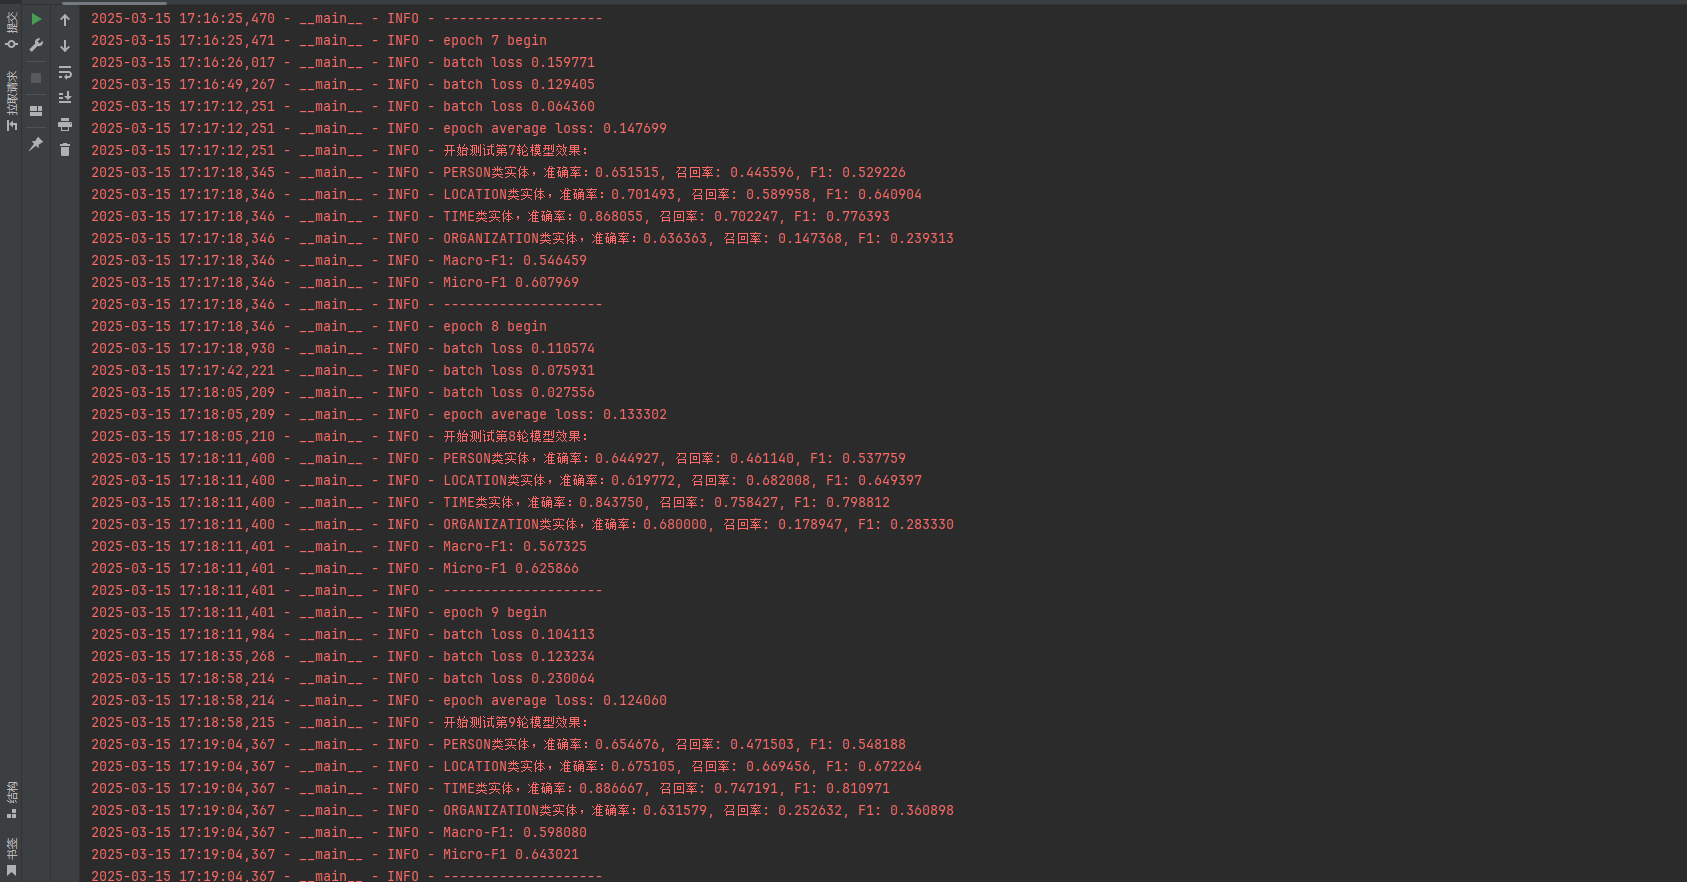 提交
拉取请求
结构
书签
2025-03-15 17:16:25,470 - __main__ - INFO - --------------------
2025-03-15 17:16:25,471 - __main__ - INFO - epoch 7 begin
2025-03-15 17:16:26,017 - __main__ - INFO - batch loss 0.159771
2025-03-15 17:16:49,267 - __main__ - INFO - batch loss 0.129405
2025-03-15 17:17:12,251 - __main__ - INFO - batch loss 0.064360
2025-03-15 17:17:12,251 - __main__ - INFO - epoch average loss: 0.147699
2025-03-15 17:17:12,251 - __main__ - INFO - 开始测试第7轮模型效果:
2025-03-15 17:17:18,345 - __main__ - INFO - PERSON类实体，准确率：0.651515, 召回率: 0.445596, F1: 0.529226
2025-03-15 17:17:18,346 - __main__ - INFO - LOCATION类实体，准确率：0.701493, 召回率: 0.589958, F1: 0.640904
2025-03-15 17:17:18,346 - __main__ - INFO - TIME类实体，准确率：0.868055, 召回率: 0.702247, F1: 0.776393
2025-03-15 17:17:18,346 - __main__ - INFO - ORGANIZATION类实体，准确率：0.636363, 召回率: 0.147368, F1: 0.239313
2025-03-15 17:17:18,346 - __main__ - INFO - Macro-F1: 0.546459
2025-03-15 17:17:18,346 - __main__ - INFO - Micro-F1 0.607969
2025-03-15 17:17:18,346 - __main__ - INFO - --------------------
2025-03-15 17:17:18,346 - __main__ - INFO - epoch 8 begin
2025-03-15 17:17:18,930 - __main__ - INFO - batch loss 0.110574
2025-03-15 17:17:42,221 - __main__ - INFO - batch loss 0.075931
2025-03-15 17:18:05,209 - __main__ - INFO - batch loss 0.027556
2025-03-15 17:18:05,209 - __main__ - INFO - epoch average loss: 0.133302
2025-03-15 17:18:05,210 - __main__ - INFO - 开始测试第8轮模型效果:
2025-03-15 17:18:11,400 - __main__ - INFO - PERSON类实体，准确率：0.644927, 召回率: 0.461140, F1: 0.537759
2025-03-15 17:18:11,400 - __main__ - INFO - LOCATION类实体，准确率：0.619772, 召回率: 0.682008, F1: 0.649397
2025-03-15 17:18:11,400 - __main__ - INFO - TIME类实体，准确率：0.843750, 召回率: 0.758427, F1: 0.798812
2025-03-15 17:18:11,400 - __main__ - INFO - ORGANIZATION类实体，准确率：0.680000, 召回率: 0.178947, F1: 0.283330
2025-03-15 17:18:11,401 - __main__ - INFO - Macro-F1: 0.567325
2025-03-15 17:18:11,401 - __main__ - INFO - Micro-F1 0.625866
2025-03-15 17:18:11,401 - __main__ - INFO - --------------------
2025-03-15 17:18:11,401 - __main__ - INFO - epoch 9 begin
2025-03-15 17:18:11,984 - __main__ - INFO - batch loss 0.104113
2025-03-15 17:18:35,268 - __main__ - INFO - batch loss 0.123234
2025-03-15 17:18:58,214 - __main__ - INFO - batch loss 0.230064
2025-03-15 17:18:58,214 - __main__ - INFO - epoch average loss: 0.124060
2025-03-15 17:18:58,215 - __main__ - INFO - 开始测试第9轮模型效果:
2025-03-15 17:19:04,367 - __main__ - INFO - PERSON类实体，准确率：0.654676, 召回率: 0.471503, F1: 0.548188
2025-03-15 17:19:04,367 - __main__ - INFO - LOCATION类实体，准确率：0.675105, 召回率: 0.669456, F1: 0.672264
2025-03-15 17:19:04,367 - __main__ - INFO - TIME类实体，准确率：0.886667, 召回率: 0.747191, F1: 0.810971
2025-03-15 17:19:04,367 - __main__ - INFO - ORGANIZATION类实体，准确率：0.631579, 召回率: 0.252632, F1: 0.360898
2025-03-15 17:19:04,367 - __main__ - INFO - Macro-F1: 0.598080
2025-03-15 17:19:04,367 - __main__ - INFO - Micro-F1 0.643021
2025-03-15 17:19:04,367 - __main__ - INFO - --------------------